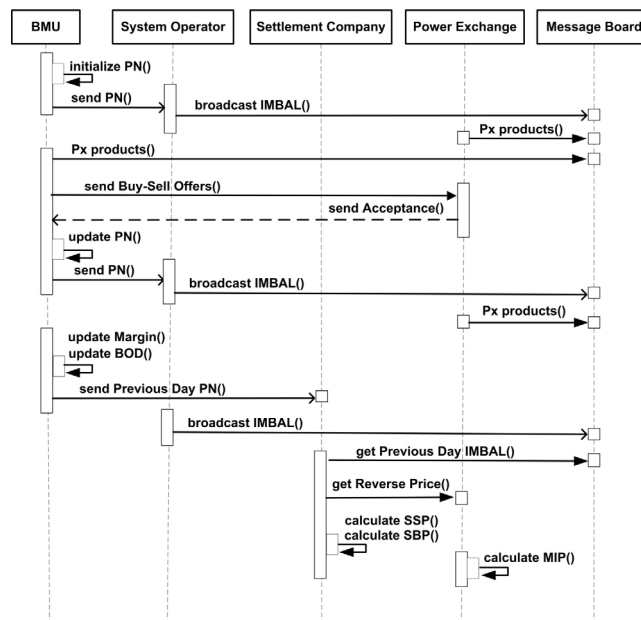 BMU
System Operator
Settlement Company
Power Exchange
Message Board
initialize PN()
send PN()
broadcast IMBAL()
Px products()
Px products()
send Buy-Sell Offers()
send Acceptance()
update PN()
send PN()
broadcast IMBAL()
Px products()
update Margin()
update BOD()
send Previous Day PN()
broadcast IMBAL()
get Previous Day IMBAL()
get Reverse Price()
calculate SSP()
calculate SBP()
calculate MIP()